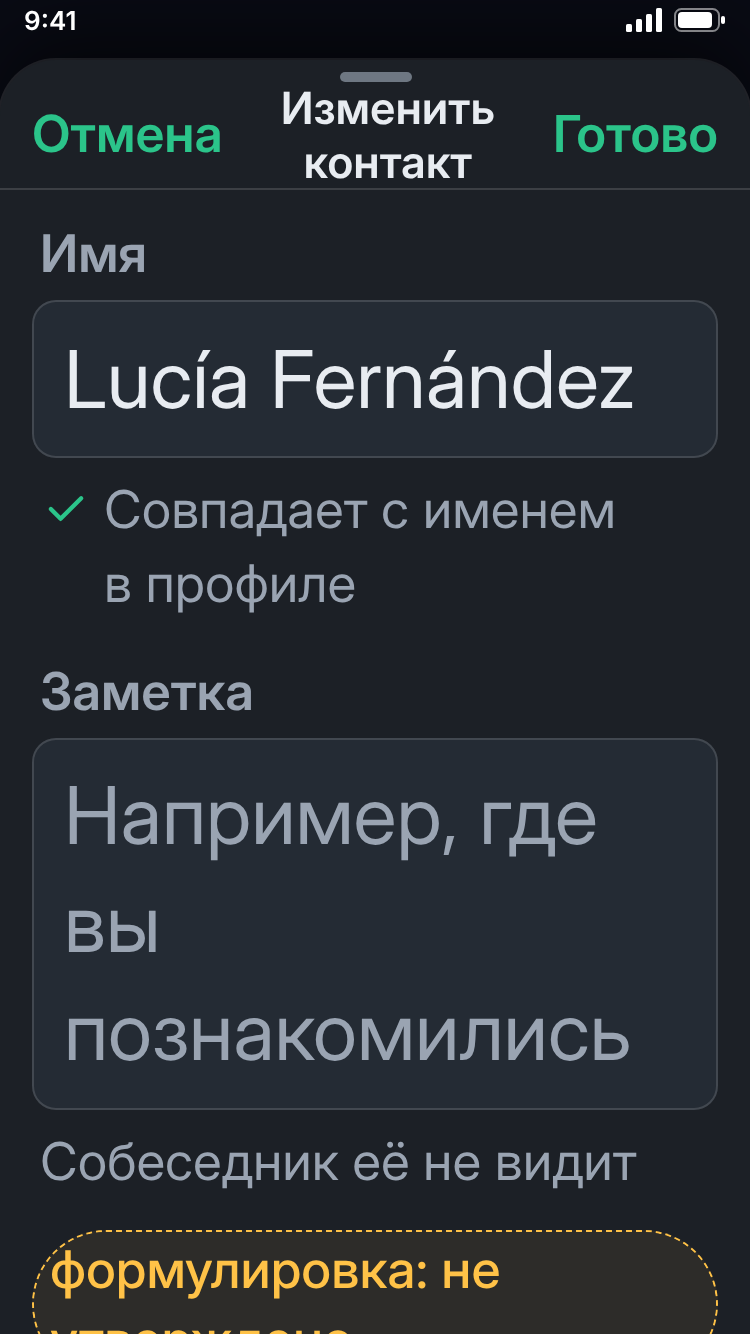 9:41
Отмена
Изменить
контакт
Готово
Имя
Lucía Fernández
Совпадает с именем
в профиле
Заметка
Например, где
вы
познакомились
Собеседник её не видит
формулировка: не